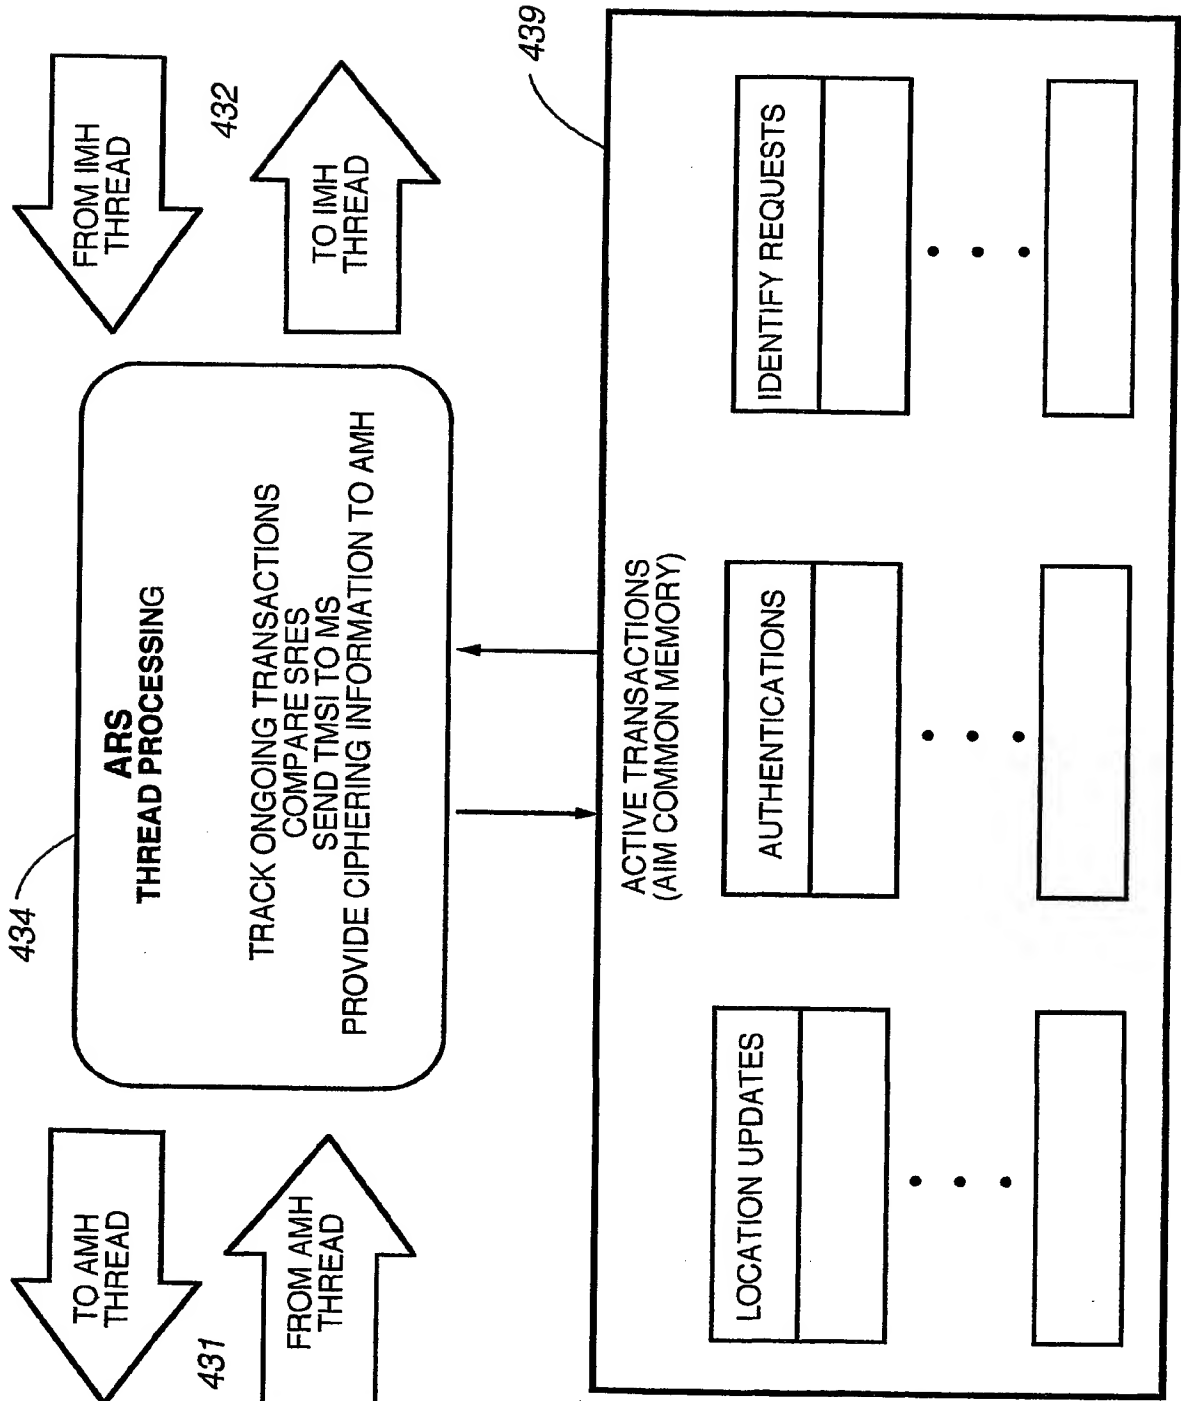 TO AMH
THREAD
431
FROM AMH
THREAD
434
ARS
THREAD PROCESSING
TRACK ONGOING TRANSACTIONS
COMPARE SRES
SEND TMSI TO MS
PROVIDE CIPHERING INFORMATION TO AMH
FROM IMH
THREAD
432
TO IMH
THREAD
439
ACTIVE TRANSACTIONS
(AIM COMMON MEMORY)
LOCATION UPDATES
AUTHENTICATIONS
IDENTIFY REQUESTS